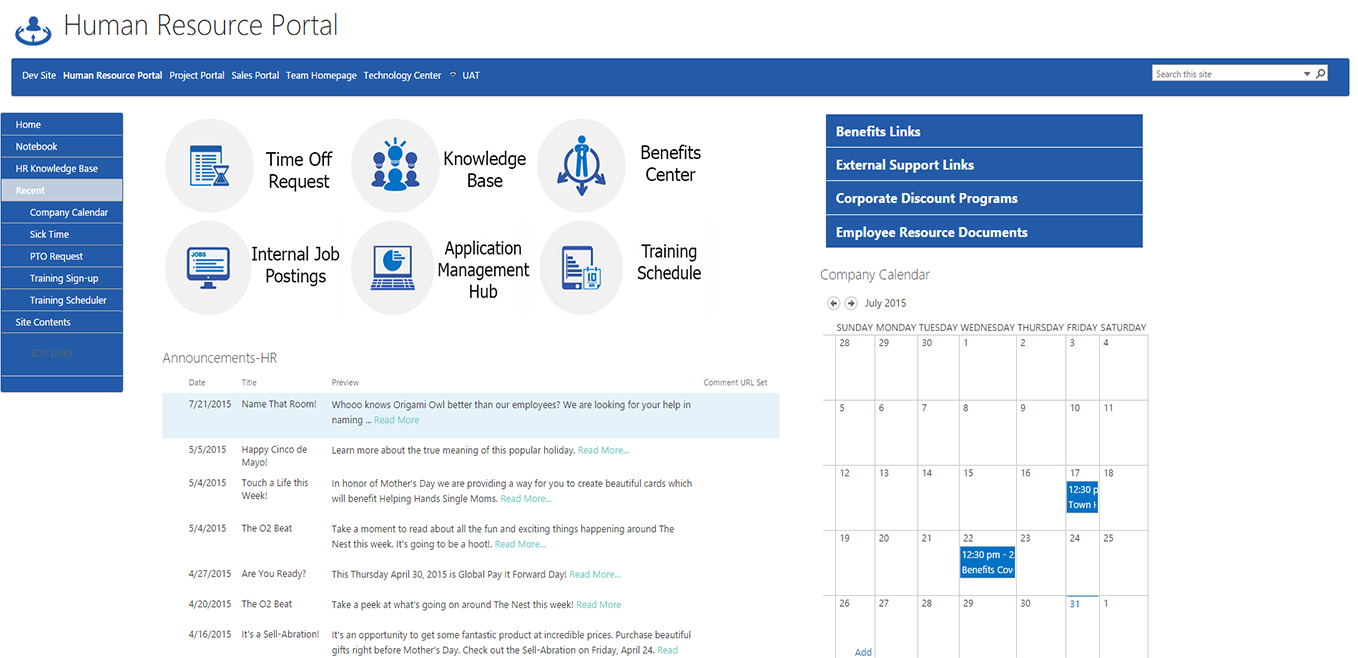 Human Resource Portal
Dev Site Human Resource Portal Project Portal Sales Portal Team Homepage Technology Center UAT
Search this site
Home
Notebook
HR Knowledge Base
Recent
Company Calendar
Sick Time
PTO Request
Training Sign-up
Training Scheduler
Site Contents
EDIT LINKS
Time Off
Request
Knowledge
Base
Benefits
Center
JOBS
Internal Job
Postings
Application
Management
Hub
10
Training
Schedule
Announcements-HR
Date Title Preview Comment URL Set
7/21/2015 Name That Room! Whooo knows Origami Owl better than our employees? We are looking for your help in
naming ... Read More
5/5/2015 Happy Cinco de Learn more about the true meaning of this popular holiday. Read More...
Mayo!
5/4/2015 Touch a Life this In honor of Mother's Day we are providing a way for you to create beautiful cards which
Week! will benefit Helping Hands Single Moms. Read More...
5/4/2015 The O2 Beat Take a moment to read about all the fun and exciting things happening around The
Nest this week. It's going to be a hoot!. Read More...
4/27/2015 Are You Ready? This Thursday April 30, 2015 is Global Pay It Forward Day! Read More...
4/20/2015 The O2 Beat Take a peek at what's going on around The Nest this week! Read More
4/16/2015 It's a Sell-Abration! It's an opportunity to get some fantastic product at incredible prices. Purchase beautiful
gifts right before Mother's Day. Check out the Sell-Abration on Friday, April 24. Read
Benefits Links
External Support Links
Corporate Discount Programs
Employee Resource Documents
Company Calendar
July 2015
SUNDAY MONDAY TUESDAY WEDNESDAY THURSDAY FRIDAY SATURDAY
28 29 30 1 2 3 4
5 6 7 8 9 10 11
12 13 14 15 16 17 18
12:30 p
Town
19 20 21 22 23 24 25
12:30 pm - 2
Benefits Cov
26 27 28 29 30 31 1
Add